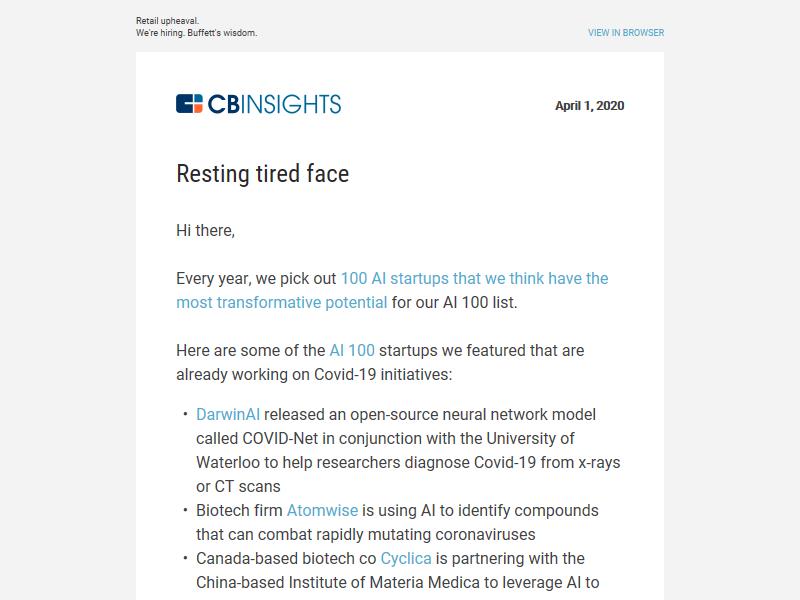 Retail upheaval.
We're hiring. Buffett's wisdom.
VIEW IN BROWSER
CBINSIGHTS
April 1, 2020
Resting tired face
Hi there,
Every year, we pick out 100 AI startups that we think have the
most transformative potential for our AI 100 list.
Here are some of the AI 100 startups we featured that are
already working on Covid-19 initiatives:
• DarwinAI released an open-source neural network model
called COVID-Net in conjunction with the University of
Waterloo to help researchers diagnose Covid-19 from x-rays
or CT scans
• Biotech firm Atomwise is using AI to identify compounds
that can combat rapidly mutating coronaviruses
• Canada-based biotech co Cyclica is partnering with the
China-based Institute of Materia Medica to leverage AI to